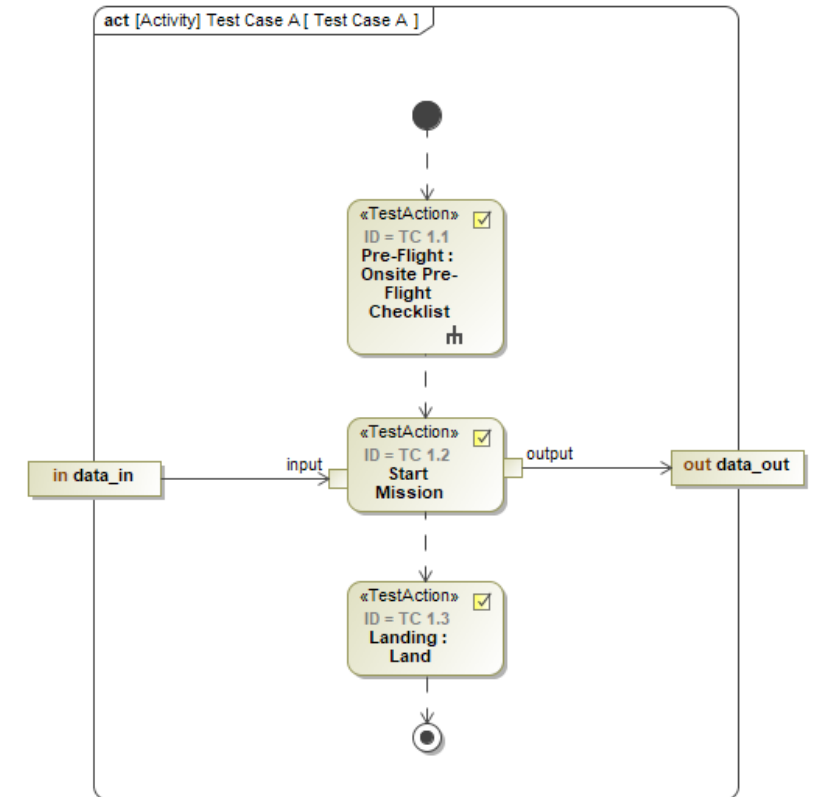 act [Activity] Test Case A [ Test Case A ]
«TestAction»
ID = TC 1.1
Pre-Flight :
Onsite Pre-
Flight
Checklist
«TestAction»
ID = TC 1.2
Start
Mission
in data_in
input
output
out data_out
«TestAction»
ID = TC 1.3
Landing :
Land